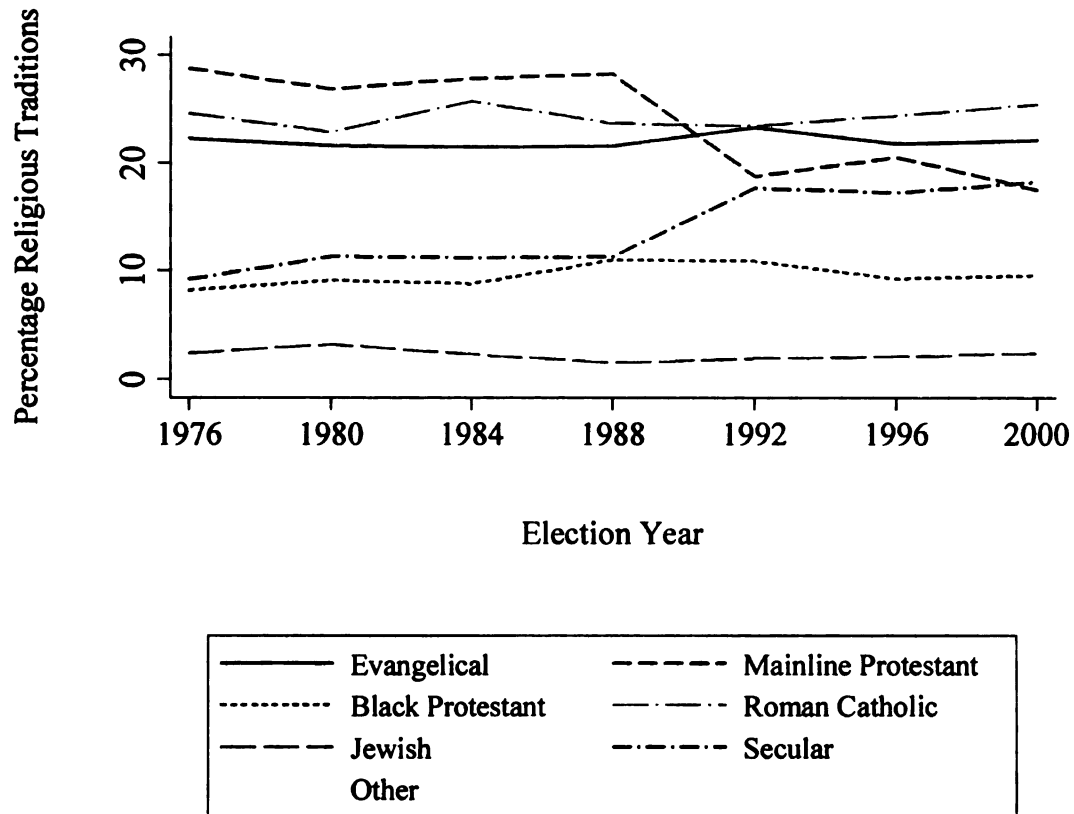 Percentage Religious Traditions
30
20
10
0
1976 1980 1984 1988 1992 1996 2000
Election Year
Evangelical Mainline Protestant
Black Protestant Roman Catholic
Jewish Secular
Other